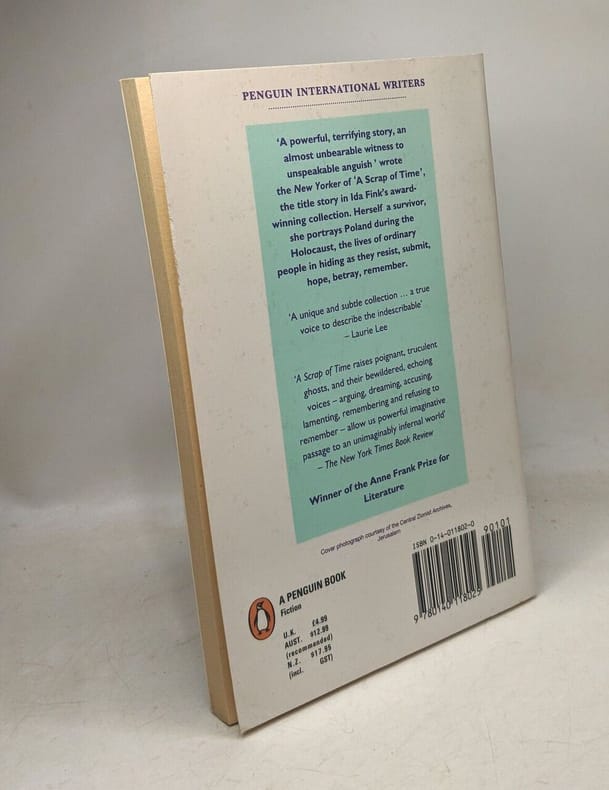 PENGUIN INTERNATIONAL WRITERS
‘A powerful, terrifying story, an
almost unbearable witness to
unspeakable anguish ’ wrote
the New Yorker of ‘A Scrap of Time’,
the title story in Ida Fink's award-
winning collection. Herself a survivor,
she portrays Poland during the
Holocaust, the lives of ordinary
people in hiding as they resist, submit,
hope, betray, remember.
‘A unique and subtle collection … a true
voice to describe the indescribable’
– Laurie Lee
‘A Scrap of Time raises poignant, truculent
ghosts, and their bewildered, echoing
voices – arguing, dreaming, accusing,
lamenting, remembering and refusing to
remember – allow us powerful imaginative
passage to an unimaginably infernal world’
– The New York Times Book Review
Winner of the Anne Frank Prize for
Literature
Cover photograph courtesy of the Central Zionist Archives,
Jerusalem
A PENGUIN BOOK
Fiction
U.K. £4.99
AUST. $12.99
(recommended)
N.Z. $17.95
(incl. GST)
ISBN 0-14-011802-0
90101
9 780140 118025